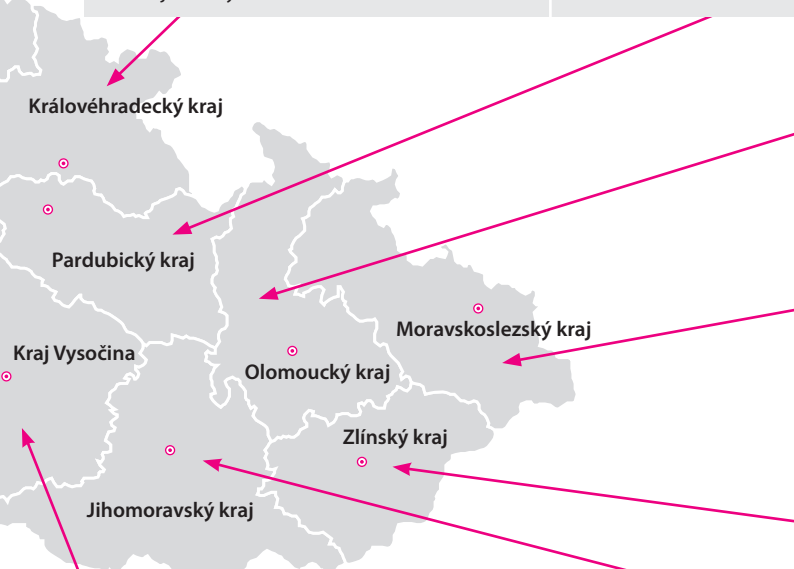 Královéhradecký kraj
Pardubický kraj
Moravskoslezský kraj
Kraj Vysočina
Olomoucký kraj
Zlínský kraj
Jihomoravský kraj